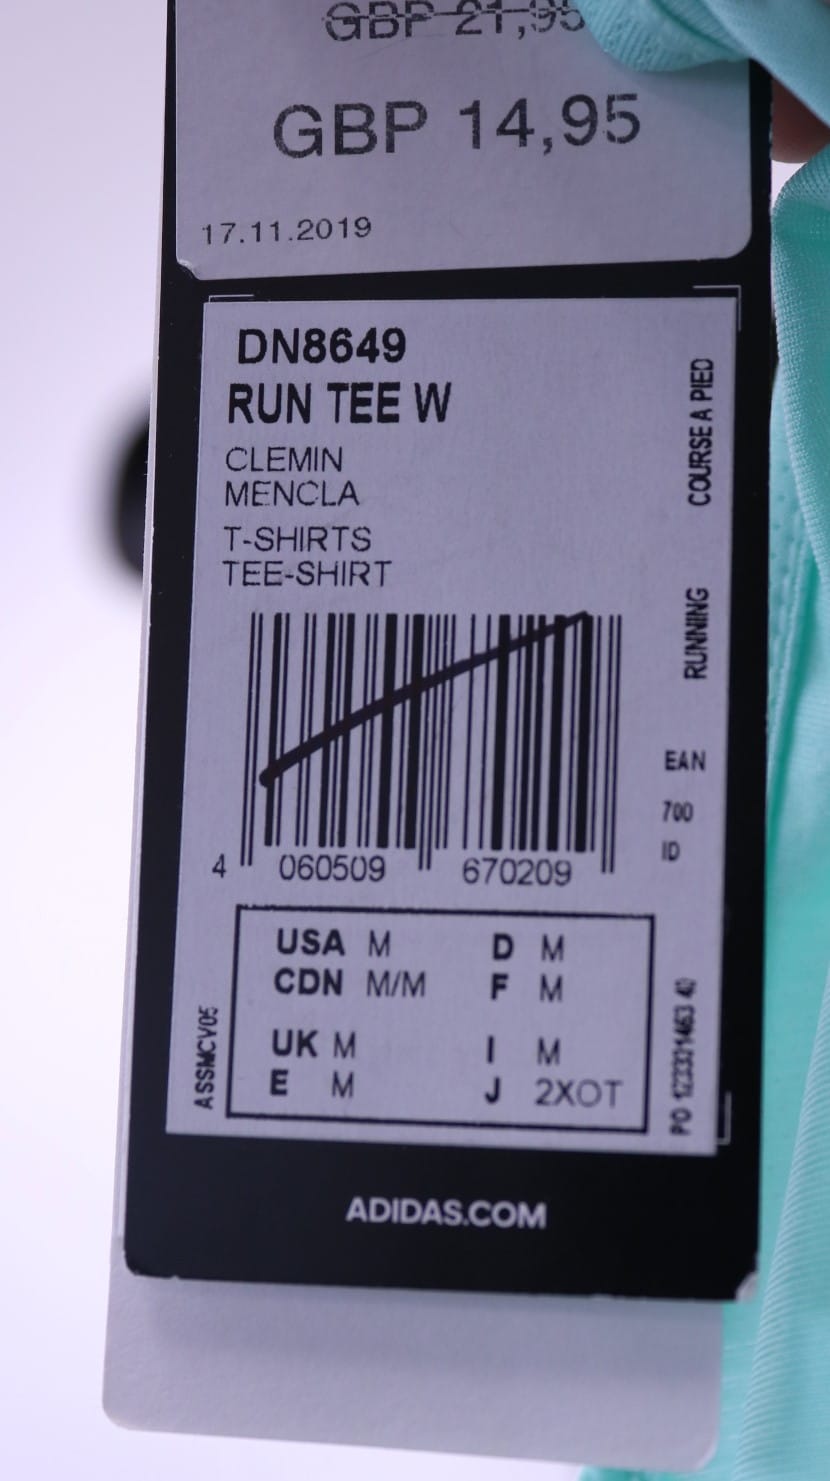 GBP 21,95
GBP 14,95
17.11.2019
DN8649
RUN TEE W
CLEMIN
MENCLA
T-SHIRTS
TEE-SHIRT
COURSE A PIED
RUNNING
EAN
700
ID
4 060509 670209
USA M D M
CDN M/M F M
UK M I M
E M J 2XOT
ASSMCV05
PO
ADIDAS.COM